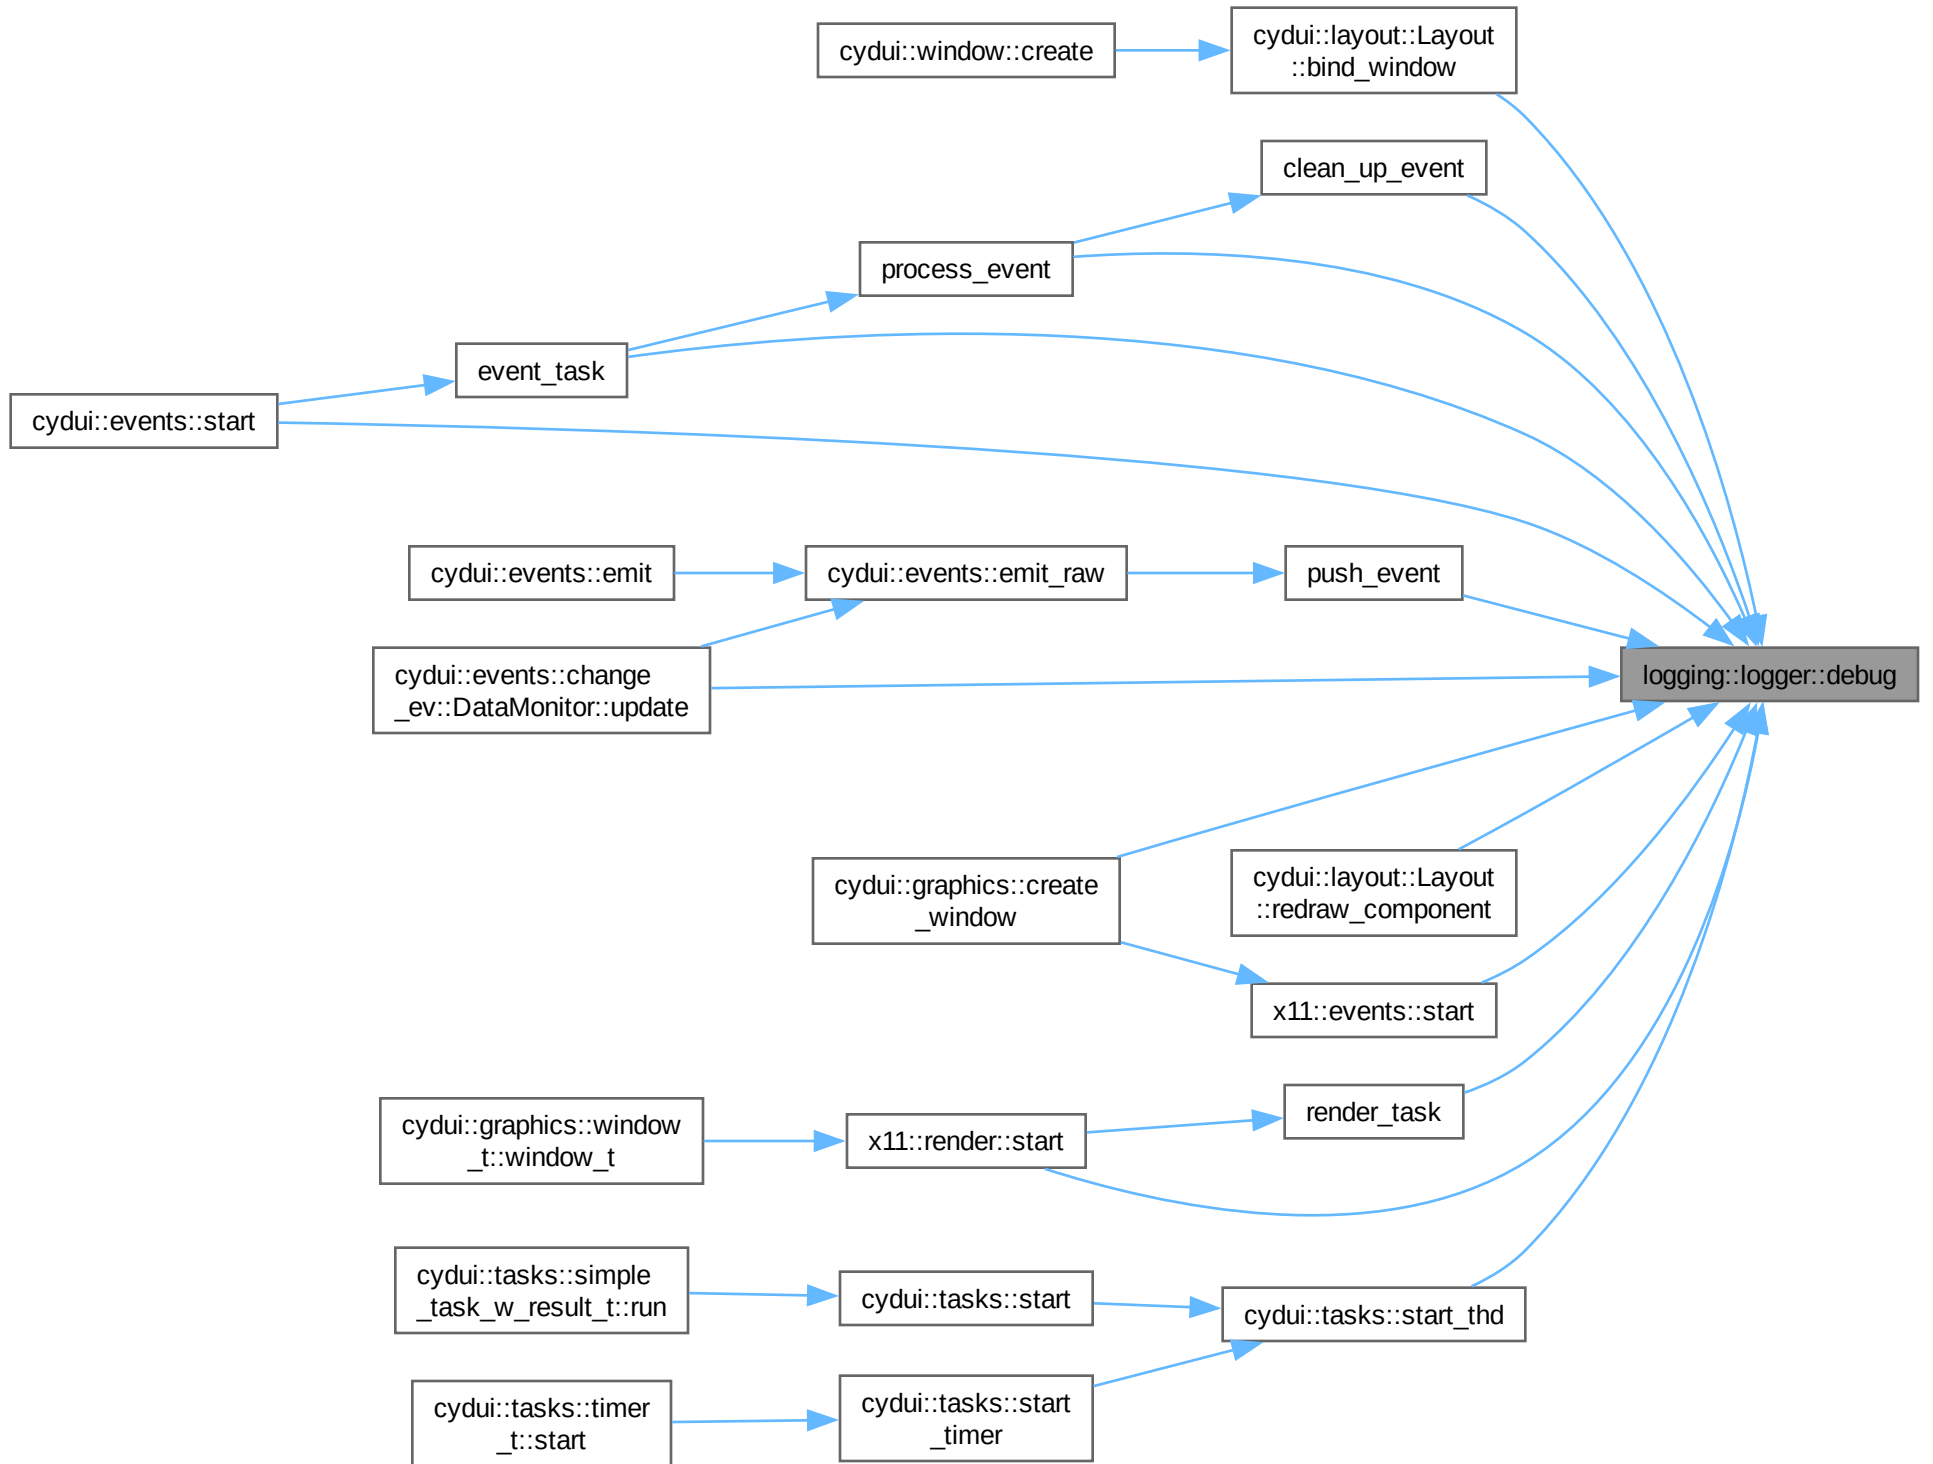 cydui::window::create
cydui::layout::Layout
::bind_window
clean_up_event
process_event
event_task
cydui::events::start
cydui::events::emit
cydui::events::emit_raw
push_event
cydui::events::change
_ev::DataMonitor::update
logging::logger::debug
cydui::graphics::create
_window
cydui::layout::Layout
::redraw_component
x11::events::start
cydui::graphics::window
_t::window_t
x11::render::start
render_task
cydui::tasks::simple
_task_w_result_t::run
cydui::tasks::start
cydui::tasks::start_thd
cydui::tasks::timer
_t::start
cydui::tasks::start
_timer